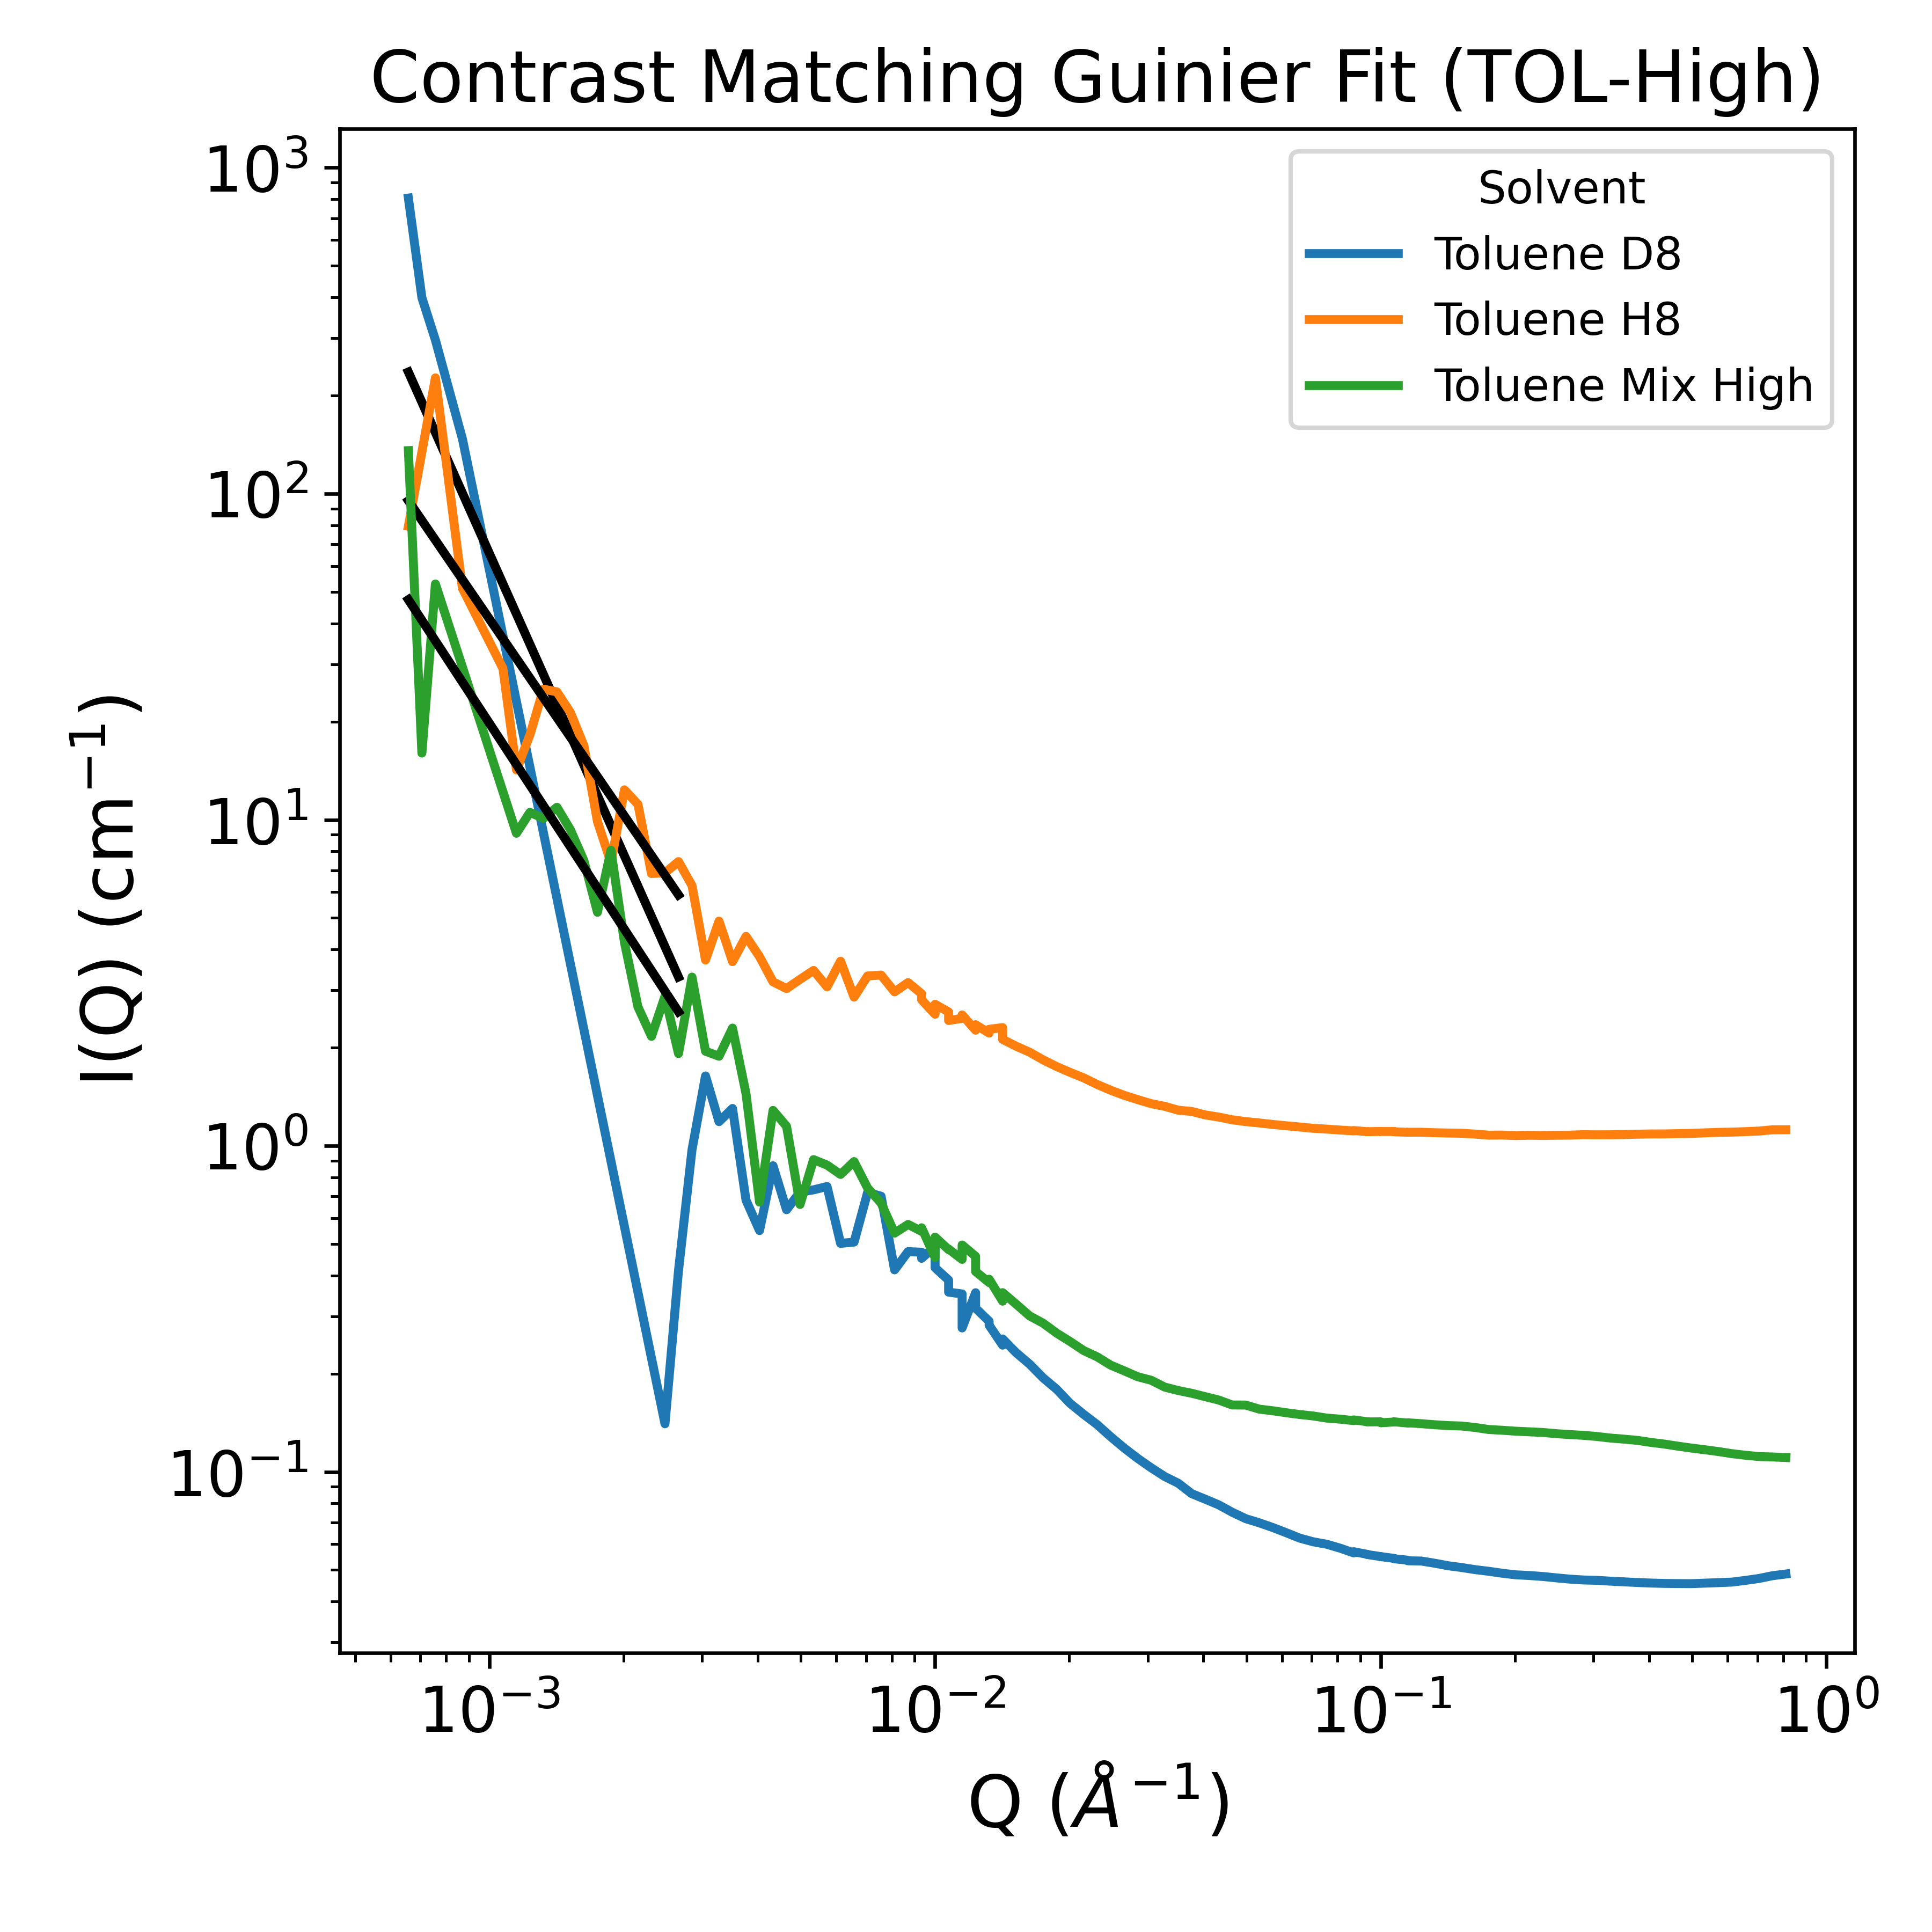 Contrast Matching Guinier Fit (TOL-High)
Solvent
Toluene D8
Toluene H8
Toluene Mix High
I(Q) (cm⁻¹)
10³
10²
10¹
10⁰
10⁻¹
10⁻³ 10⁻² 10⁻¹ 10⁰
Q (Å⁻¹)